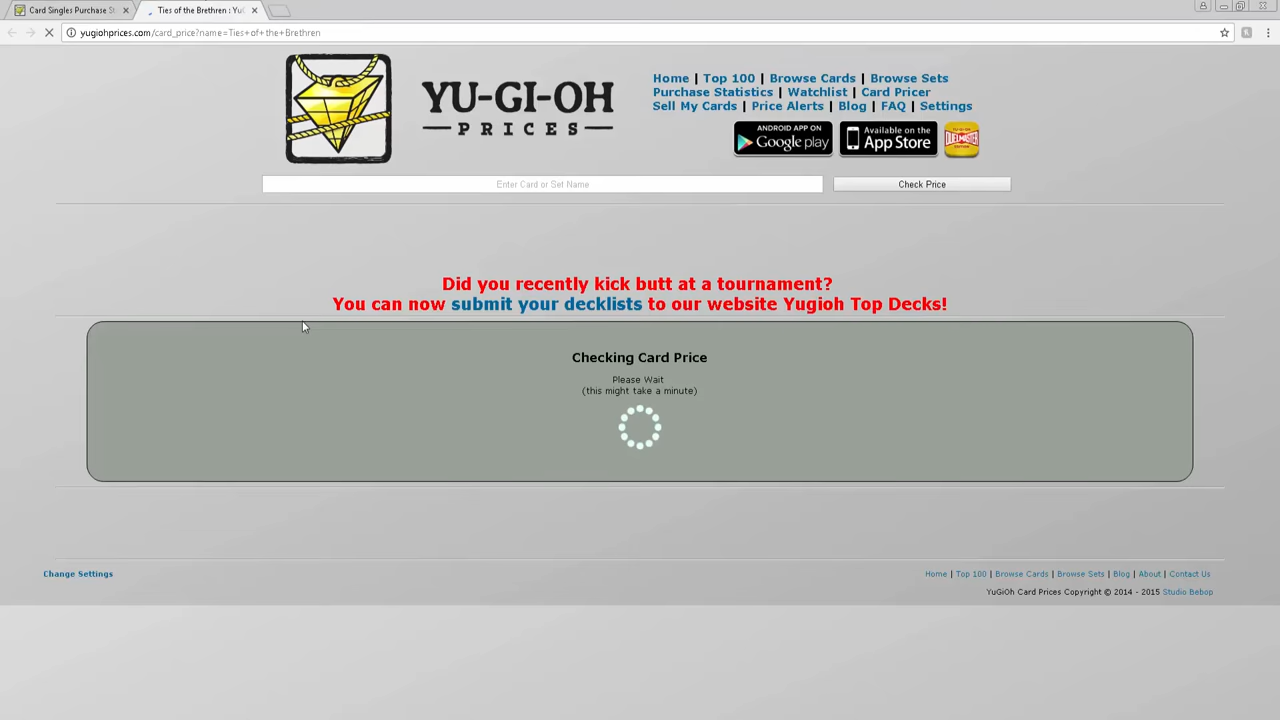 Card Singles Purchase St
Ties of the Brethren : YuG
yugiohprices.com/card_price?name=Ties+of+the+Brethren
YU-GI-OH
PRICES
Home | Top 100 | Browse Cards | Browse Sets
Purchase Statistics | Watchlist | Card Pricer
Sell My Cards | Price Alerts | Blog | FAQ | Settings
ANDROID APP ON
Google play
Available on the
App Store
YU-GI-OH
DUELMASTER
Enter Card or Set Name
Check Price
Did you recently kick butt at a tournament?
You can now submit your decklists to our website Yugioh Top Decks!
Checking Card Price
Please Wait
(this might take a minute)
Change Settings
Home | Top 100 | Browse Cards | Browse Sets | Blog | About | Contact Us
YuGiOh Card Prices Copyright © 2014 - 2015 Studio Bebop